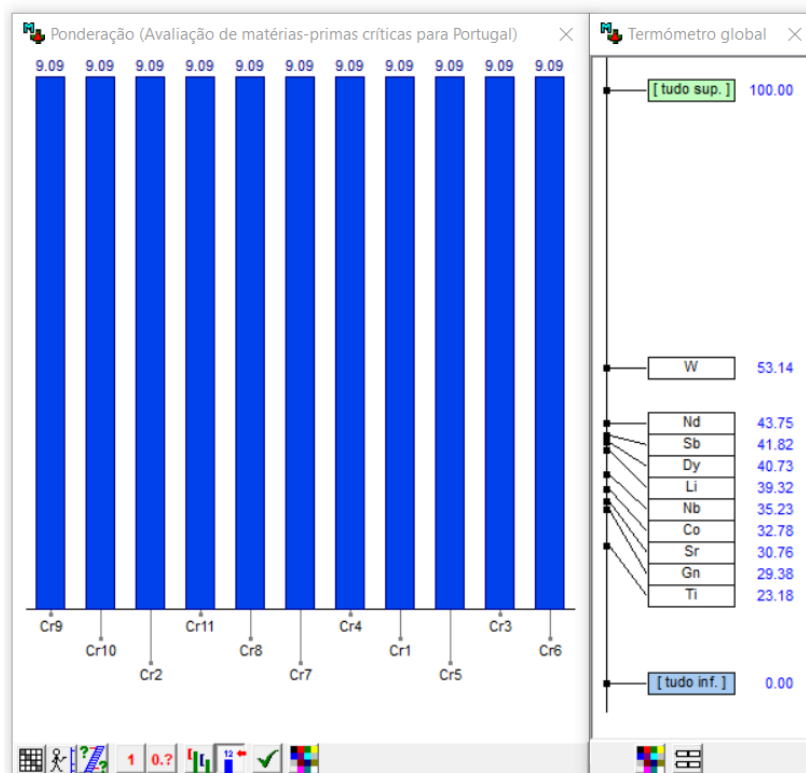 Ponderação (Avaliação de matérias-primas críticas para Portugal)
9.09 9.09 9.09 9.09 9.09 9.09 9.09 9.09 9.09 9.09 9.09
Cr9 Cr11 Cr4 Cr3
Cr10 Cr8 Cr1 Cr6
Cr2 Cr7 Cr5
1 0.? 12
Termómetro global
[ tudo sup. ] 100.00
W 53.14
Nd 43.75
Sb 41.82
Dy 40.73
Li 39.32
Nb 35.23
Co 32.78
Sr 30.76
Gn 29.38
Ti 23.18
[ tudo inf. ] 0.00